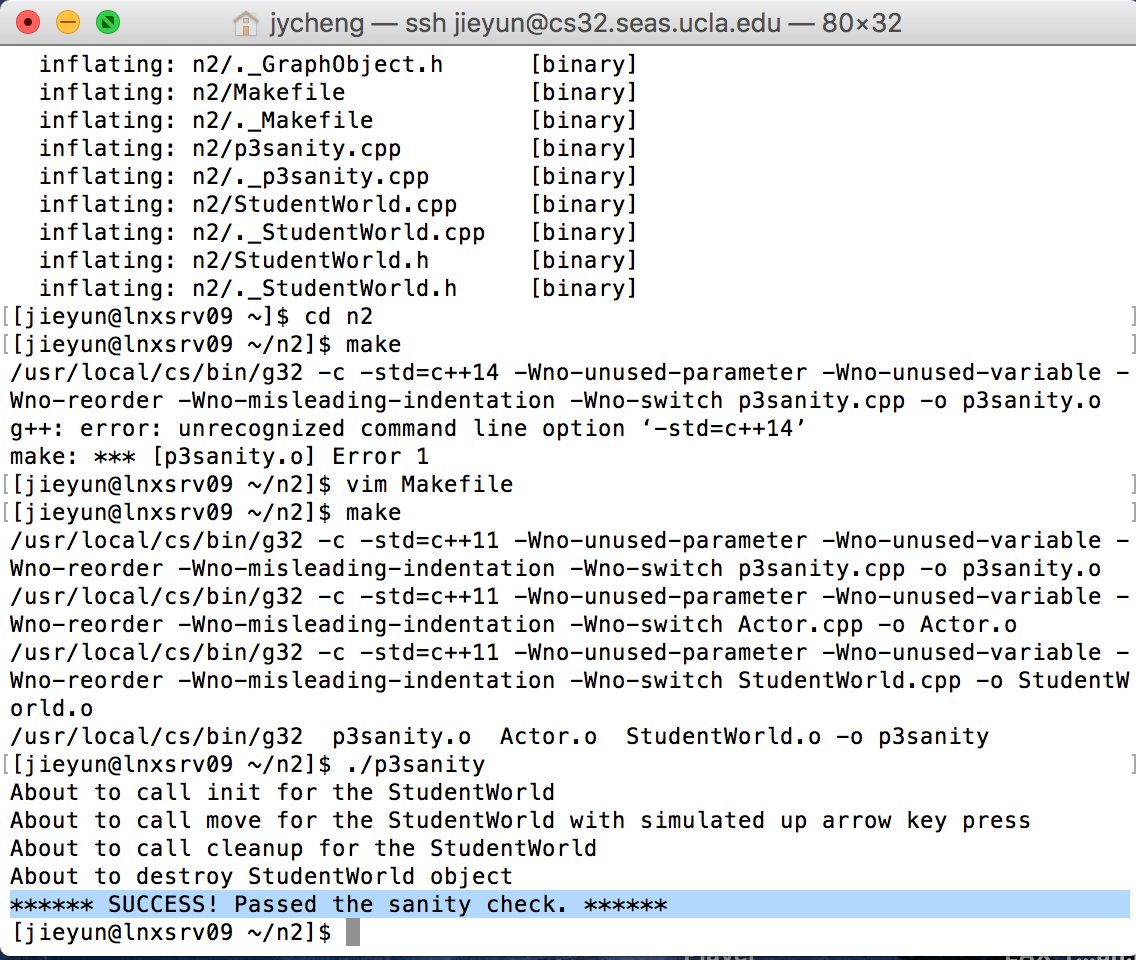 jycheng — ssh jieyun@cs32.seas.ucla.edu — 80×32
inflating: n2/._GraphObject.h [binary]
inflating: n2/Makefile [binary]
inflating: n2/._Makefile [binary]
inflating: n2/p3sanity.cpp [binary]
inflating: n2/._p3sanity.cpp [binary]
inflating: n2/StudentWorld.cpp [binary]
inflating: n2/._StudentWorld.cpp [binary]
inflating: n2/StudentWorld.h [binary]
inflating: n2/._StudentWorld.h [binary]
[[jieyun@lnxsrv09 ~]$ cd n2 ]
[[jieyun@lnxsrv09 ~/n2]$ make ]
/usr/local/cs/bin/g32 -c -std=c++14 -Wno-unused-parameter -Wno-unused-variable -
Wno-reorder -Wno-misleading-indentation -Wno-switch p3sanity.cpp -o p3sanity.o
g++: error: unrecognized command line option ‘-std=c++14’
make: *** [p3sanity.o] Error 1
[[jieyun@lnxsrv09 ~/n2]$ vim Makefile ]
[[jieyun@lnxsrv09 ~/n2]$ make ]
/usr/local/cs/bin/g32 -c -std=c++11 -Wno-unused-parameter -Wno-unused-variable -
Wno-reorder -Wno-misleading-indentation -Wno-switch p3sanity.cpp -o p3sanity.o
/usr/local/cs/bin/g32 -c -std=c++11 -Wno-unused-parameter -Wno-unused-variable -
Wno-reorder -Wno-misleading-indentation -Wno-switch Actor.cpp -o Actor.o
/usr/local/cs/bin/g32 -c -std=c++11 -Wno-unused-parameter -Wno-unused-variable -
Wno-reorder -Wno-misleading-indentation -Wno-switch StudentWorld.cpp -o StudentW
orld.o
/usr/local/cs/bin/g32  p3sanity.o  Actor.o  StudentWorld.o -o p3sanity
[[jieyun@lnxsrv09 ~/n2]$ ./p3sanity ]
About to call init for the StudentWorld
About to call move for the StudentWorld with simulated up arrow key press
About to call cleanup for the StudentWorld
About to destroy StudentWorld object
****** SUCCESS! Passed the sanity check. ******
[jieyun@lnxsrv09 ~/n2]$